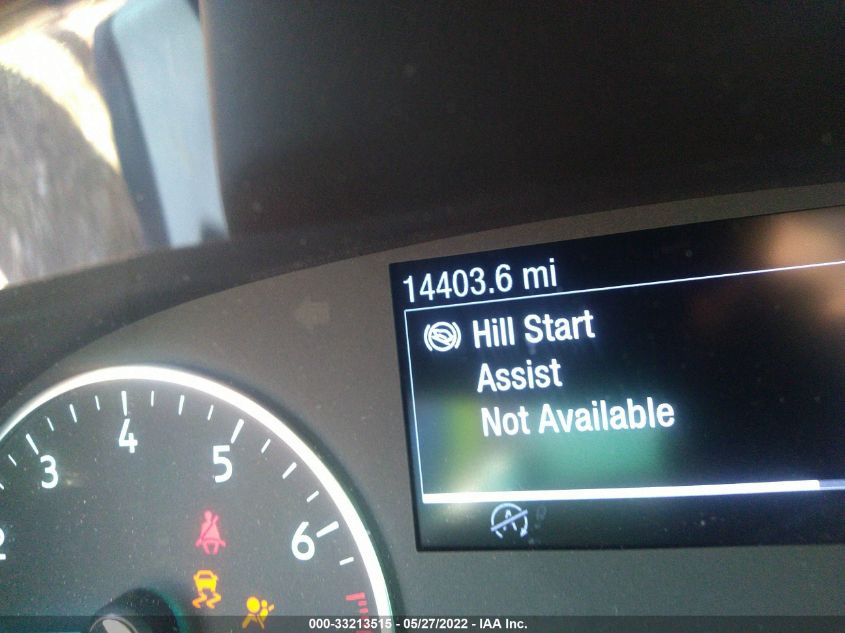 14403.6 mi
Hill Start
Assist
Not Available
4
3
5
2
6
A
000-33213515 - 05/27/2022 - IAA Inc.